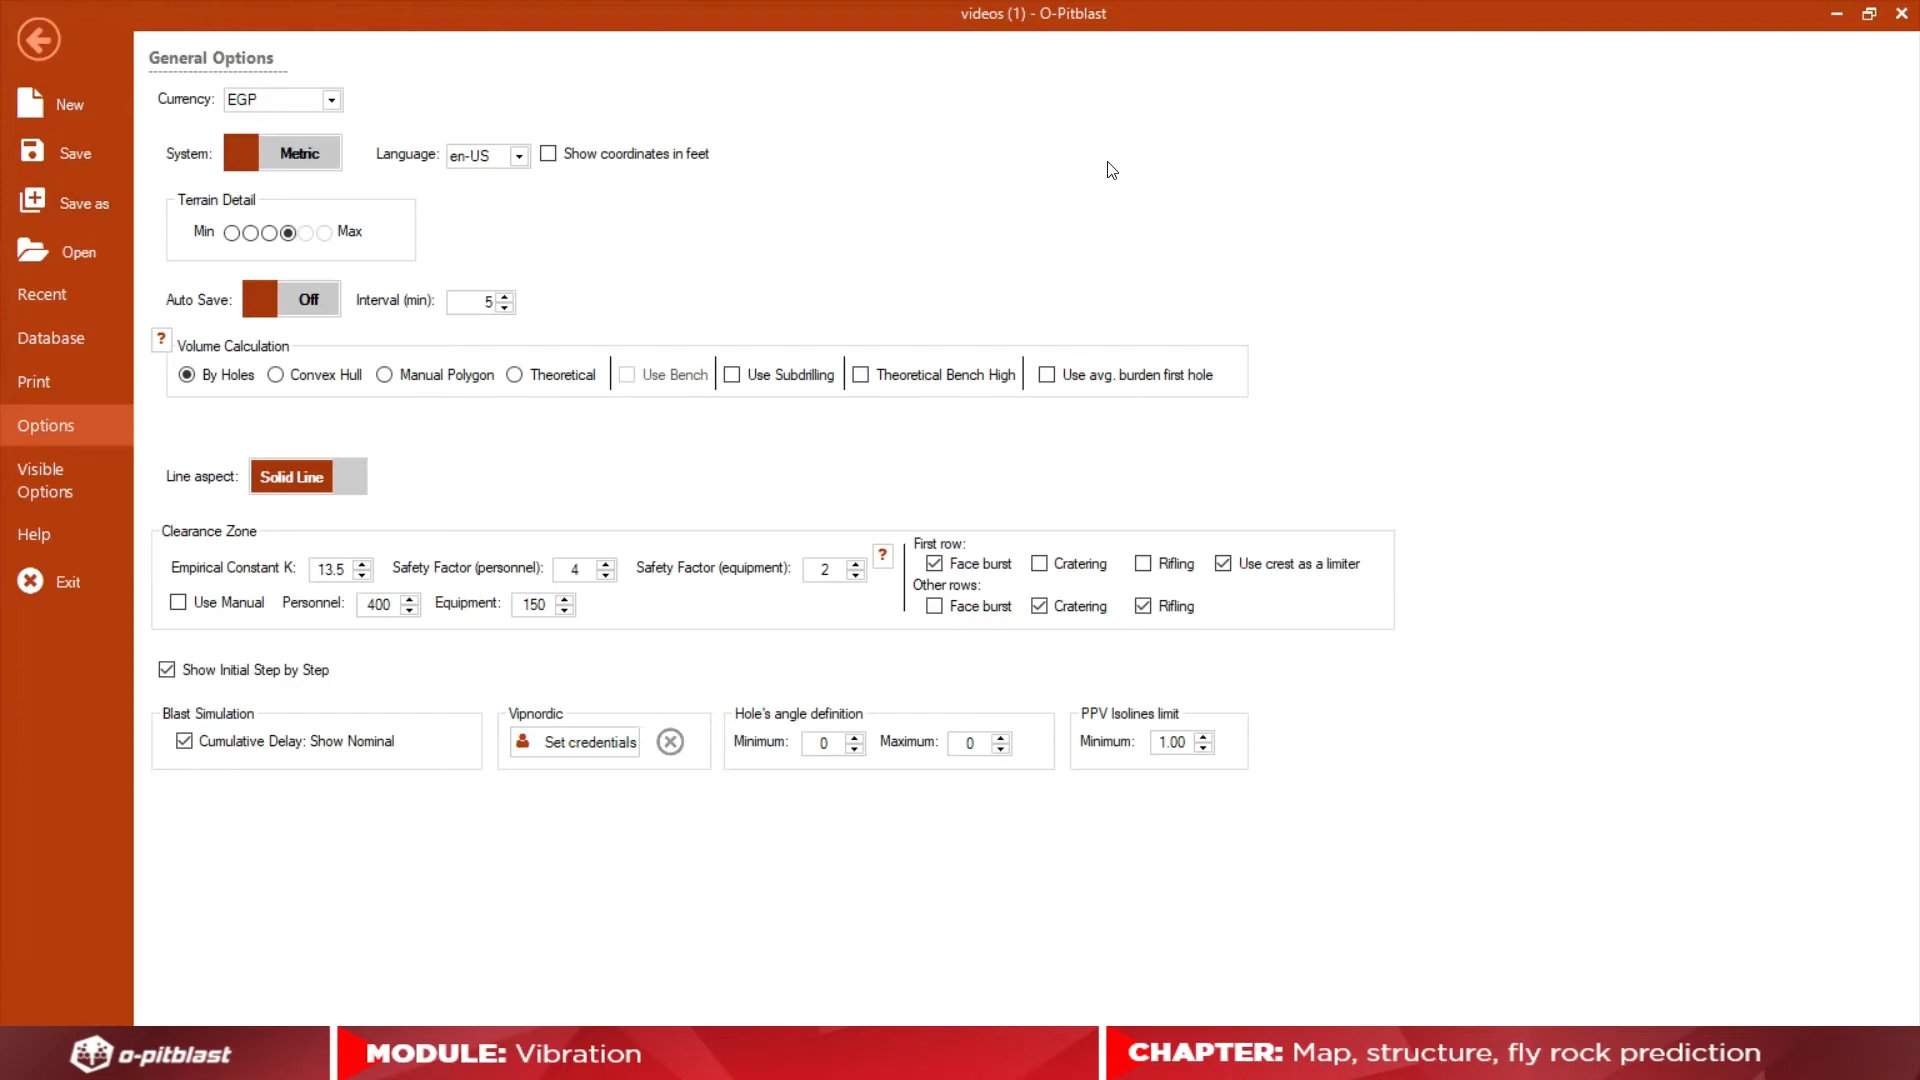 videos (1) - O-Pitblast
New
Save
Save as
Open
Recent
Database
Print
Options
Visible
Options
Help
Exit
General Options
Currency: EGP
System: Metric Language: en-US Show coordinates in feet
Terrain Detail
Min Max
Auto Save: Off Interval (min): 5
? Volume Calculation
By Holes Convex Hull Manual Polygon Theoretical Use Bench Use Subdrilling Theoretical Bench High Use avg. burden first hole
Line aspect: Solid Line
Clearance Zone
Empirical Constant K: 13.5 Safety Factor (personnel): 4 Safety Factor (equipment): 2 ?
Use Manual Personnel: 400 Equipment: 150
First row:
Face burst Cratering Rifling Use crest as a limiter
Other rows:
Face burst Cratering Rifling
Show Initial Step by Step
Blast Simulation
Cumulative Delay: Show Nominal
Vipnordic
Set credentials
Hole's angle definition
Minimum: 0 Maximum: 0
PPV Isolines limit
Minimum: 1.00
o-pitblast
MODULE: Vibration
CHAPTER: Map, structure, fly rock prediction